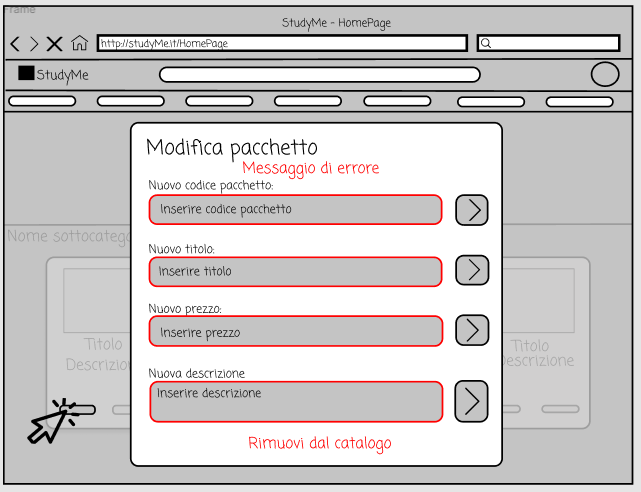 Frame
StudyMe - HomePage
http://studyMe.it/HomePage
StudyMe
Modifica pacchetto
Messaggio di errore
Nuovo codice pacchetto:
Inserire codice pacchetto
Nome sottocatego
Nuovo titolo:
Inserire titolo
Nuovo prezzo:
Inserire prezzo
Titolo
Descrizion
Titolo
Descrizione
Nuova descrizione
Inserire descrizione
Rimuovi dal catalogo